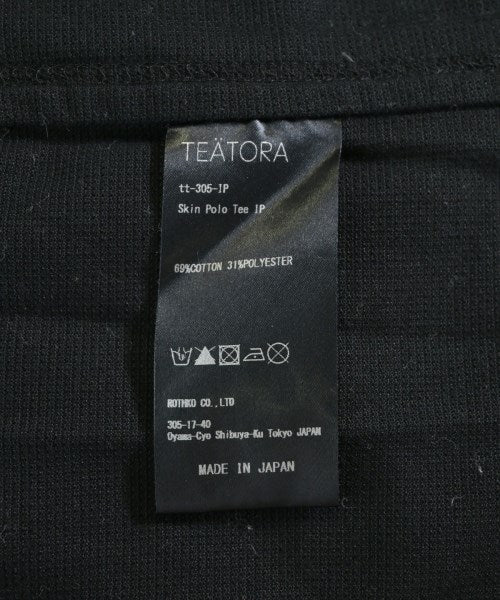 TEÄTORA
tt-305-IP
Skin Polo Tee IP
69%COTTON 31%POLYESTER
ROTHKO CO.,LTD
305-17-40
Oyama-Cyo Shibuya-Ku Tokyo JAPAN
MADE IN JAPAN